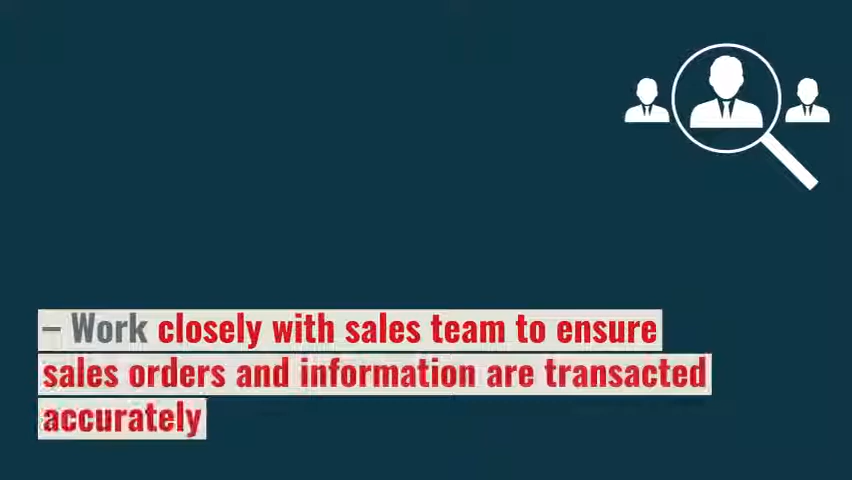 – Work closely with sales team to ensure
sales orders and information are transacted
accurately